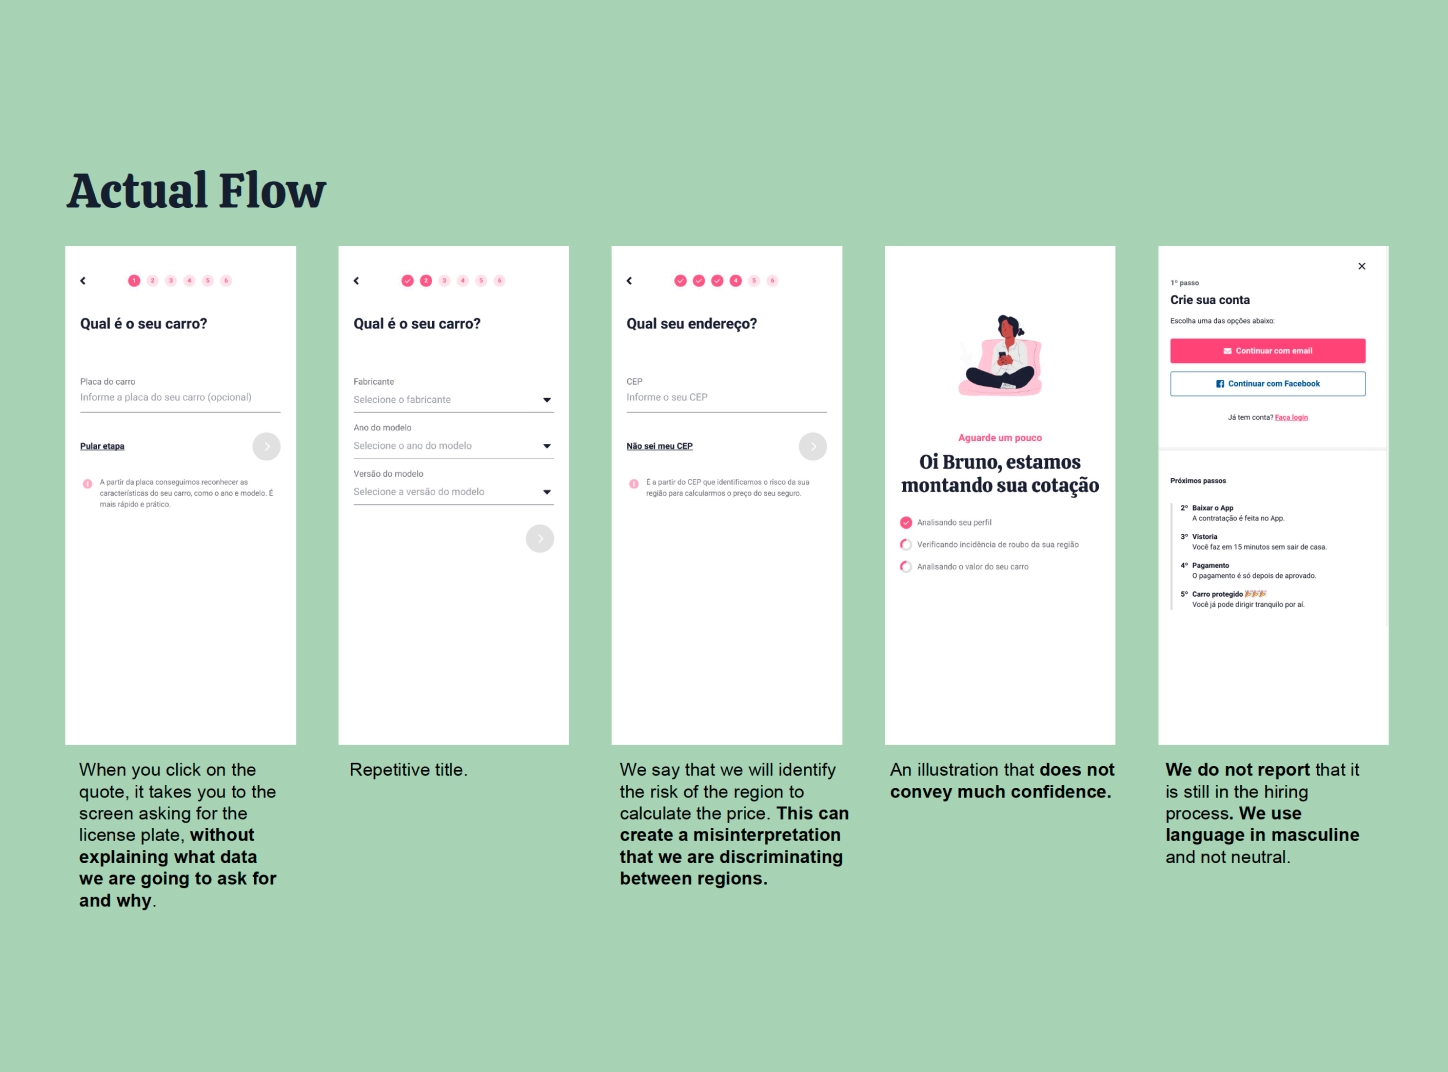 Actual Flow
1 2 3 4 5 6
Qual é o seu carro?
Placa do carro
Informe a placa do seu carro (opcional)
Pular etapa
A partir da placa conseguimos reconhecer as
características do seu carro, como o ano e modelo. É
mais rápido e prático.
When you click on the
quote, it takes you to the
screen asking for the
license plate, without
explaining what data
we are going to ask for
and why.
2 3 4 5 6
Qual é o seu carro?
Fabricante
Selecione o fabricante
Ano do modelo
Selecione o ano do modelo
Versão do modelo
Selecione a versão do modelo
Repetitive title.
4 5 6
Qual seu endereço?
CEP
Informe o seu CEP
Não sei meu CEP
É a partir do CEP que identificamos o risco da sua
região para calcularmos o preço do seu seguro.
We say that we will identify
the risk of the region to
calculate the price. This can
create a misinterpretation
that we are discriminating
between regions.
Aguarde um pouco
Oi Bruno, estamos
montando sua cotação
Analisando seu perfil
Verificando incidência de roubo da sua região
Analisando o valor do seu carro
An illustration that does not
convey much confidence.
1º passo
Crie sua conta
Escolha uma das opções abaixo:
Continuar com email
Continuar com Facebook
Já tem conta? Faça login
Próximos passos
2º Baixar o App
A contratação é feita no App.
3º Vistoria
Você faz em 15 minutos sem sair de casa.
4º Pagamento
O pagamento é só depois de aprovado.
5º Carro protegido 🎉🎉🎉
Você já pode dirigir tranquilo por aí.
We do not report that it
is still in the hiring
process. We use
language in masculine
and not neutral.